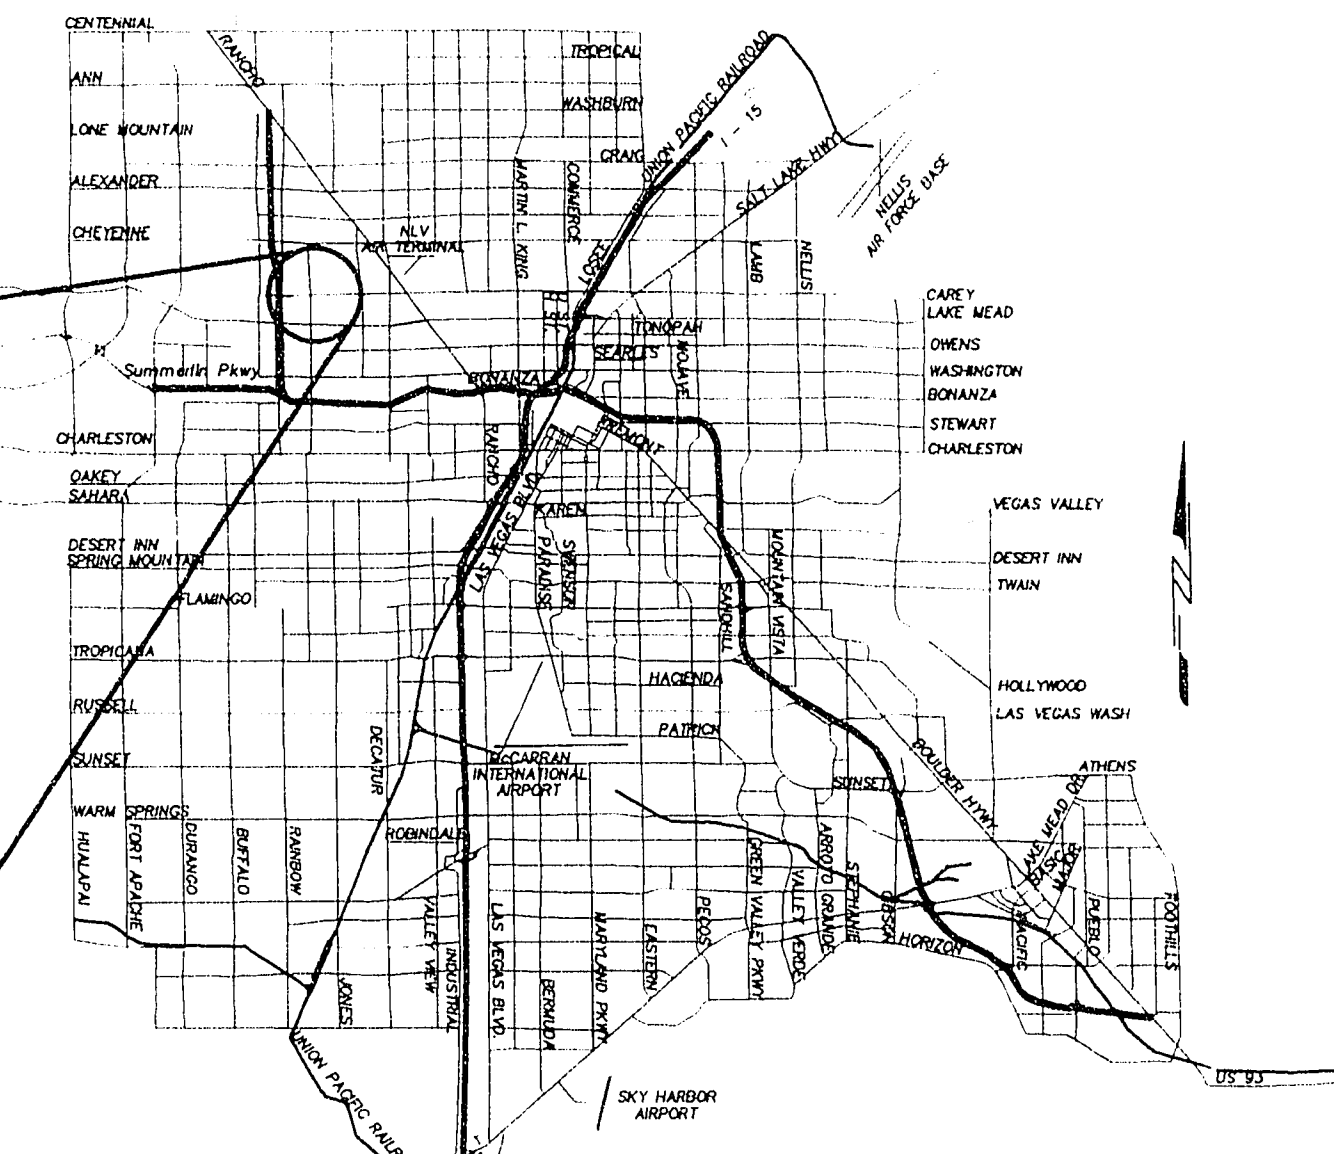 CENTENNIAL
RANCHO
TROPICAL
UNION PACIFIC RAILROAD
ANN
WASHBURN
I - 15
LONE MOUNTAIN
CRAIG
SALT LAKE HWY
ALEXANDER
MARTIN L. KING
COMMERCE
NELLIS
AIR FORCE BASE
CHEYENNE
NLV
AIR TERMINAL
LOSEE
LAMB
NELLIS
CAREY
LAKE MEAD
TONOPAH
OWENS
SEARLES
MOJAVE
Summerlin Pkwy
BONANZA
WASHINGTON
BONANZA
STEWART
CHARLESTON
RANCHO
FREMONT
CHARLESTON
OAKEY
SAHARA
LAS VEGAS BLVD
KAREN
VEGAS VALLEY
DESERT INN
SPRING MOUNTAIN
PARADISE
SWENSON
MOUNTAIN VISTA
DESERT INN
TWAIN
FLAMINGO
SANDHILL
TROPICANA
HACIENDA
HOLLYWOOD
RUSSELL
LAS VEGAS WASH
PATRICK
DECATUR
SUNSET
McCARRAN
INTERNATIONAL
AIRPORT
SUNSET
BOULDER HYWY
ATHENS
WARM SPRINGS
ROBINDALE
LAKE MEAD DR
BASIC
MAJOR
HUALAPAI
FORT APACHE
DURANGO
BUFFALO
RAINBOW
GREEN VALLEY PKWY
VALLEY VERDE
ARROYO GRANDE
STEPHANIE
GIBSON
HORIZON
PACIFIC
PUEBLO
FOOTHILLS
JONES
VALLEY VIEW
INDUSTRIAL
LAS VEGAS BLVD.
BERMUDA
MARYLAND PKWY
EASTERN
PECOS
UNION PACIFIC RAILR
SKY HARBOR
AIRPORT
US 93